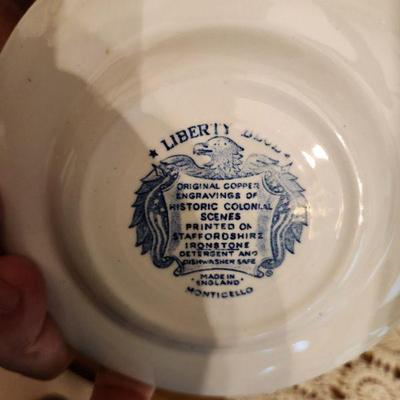 ★ LIBERTY BLUE ★
ORIGINAL COPPER
ENGRAVINGS OF
HISTORIC COLONIAL
SCENES
PRINTED ON
STAFFORDSHIRE
IRONSTONE
DETERGENT AND
DISHWASHER SAFE
MADE IN
ENGLAND
MONTICELLO